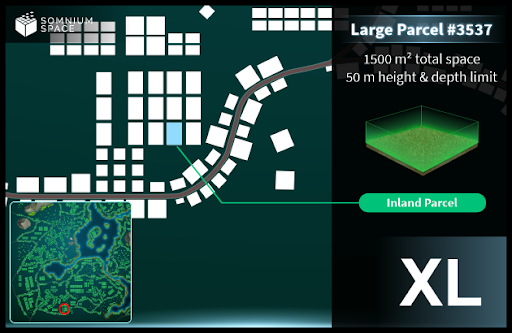 SOMNIUM
SPACE
Large Parcel #3537
1500 m² total space
50 m height & depth limit
Inland Parcel
XL